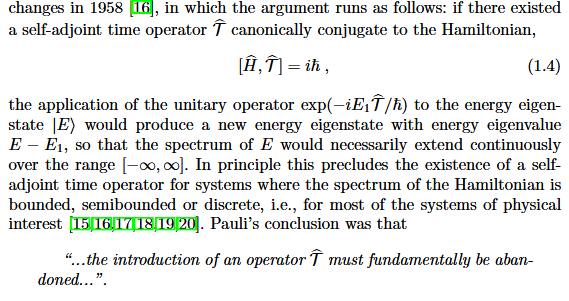 changes in 1958 [16], in which the argument runs as follows: if there existed
a self-adjoint time operator T̂ canonically conjugate to the Hamiltonian,
[Ĥ, T̂] = iℏ , (1.4)
the application of the unitary operator exp(−iE₁T̂/ℏ) to the energy eigen-
state |E⟩ would produce a new energy eigenstate with energy eigenvalue
E − E₁, so that the spectrum of E would necessarily extend continuously
over the range [−∞, ∞]. In principle this precludes the existence of a self-
adjoint time operator for systems where the spectrum of the Hamiltonian is
bounded, semibounded or discrete, i.e., for most of the systems of physical
interest [15,16,17,18,19,20]. Pauli's conclusion was that
“...the introduction of an operator T̂ must fundamentally be aban-
doned...”.